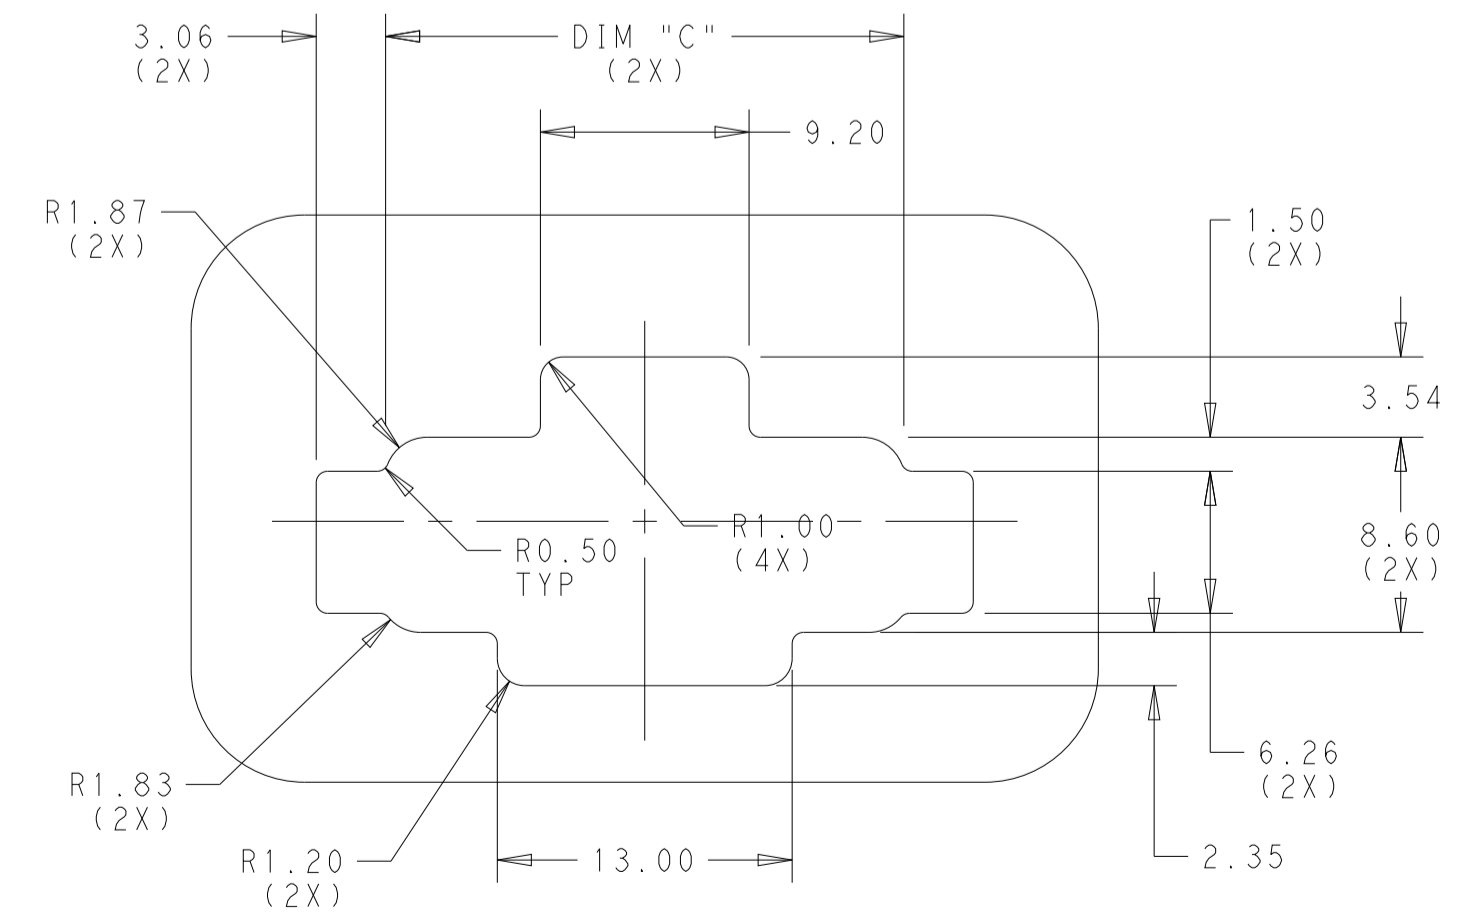 3.06
(2X)
DIM "C"
(2X)
9.20
R1.87
(2X)
1.50
(2X)
3.54
R1.00
(4X)
R0.50
TYP
8.60
(2X)
R1.83
(2X)
6.26
(2X)
R1.20
(2X)
13.00
2.35